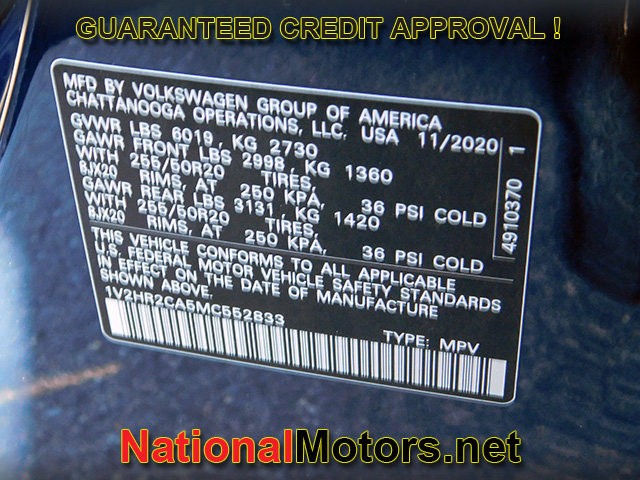 GUARANTEED CREDIT APPROVAL !
MFD BY VOLKSWAGEN GROUP OF AMERICA
CHATTANOOGA OPERATIONS, LLC. USA 11/2020
GVWR LBS 6019, KG 2730
GAWR FRONT LBS 2998, KG 1360
WITH 255/50R20 TIRES,
8JX20 RIMS, AT 250 KPA, 36 PSI COLD
GAWR REAR LBS 3131, KG 1420
WITH 255/50R20 TIRES,
8JX20 RIMS, AT 250 KPA, 36 PSI COLD
THIS VEHICLE CONFORMS TO ALL APPLICABLE
U.S. FEDERAL MOTOR VEHICLE SAFETY STANDARDS
IN EFFECT ON THE DATE OF MANUFACTURE
SHOWN ABOVE.
1V2HR2CA5MC552833
TYPE: MPV
4910370 1
NationalMotors.net